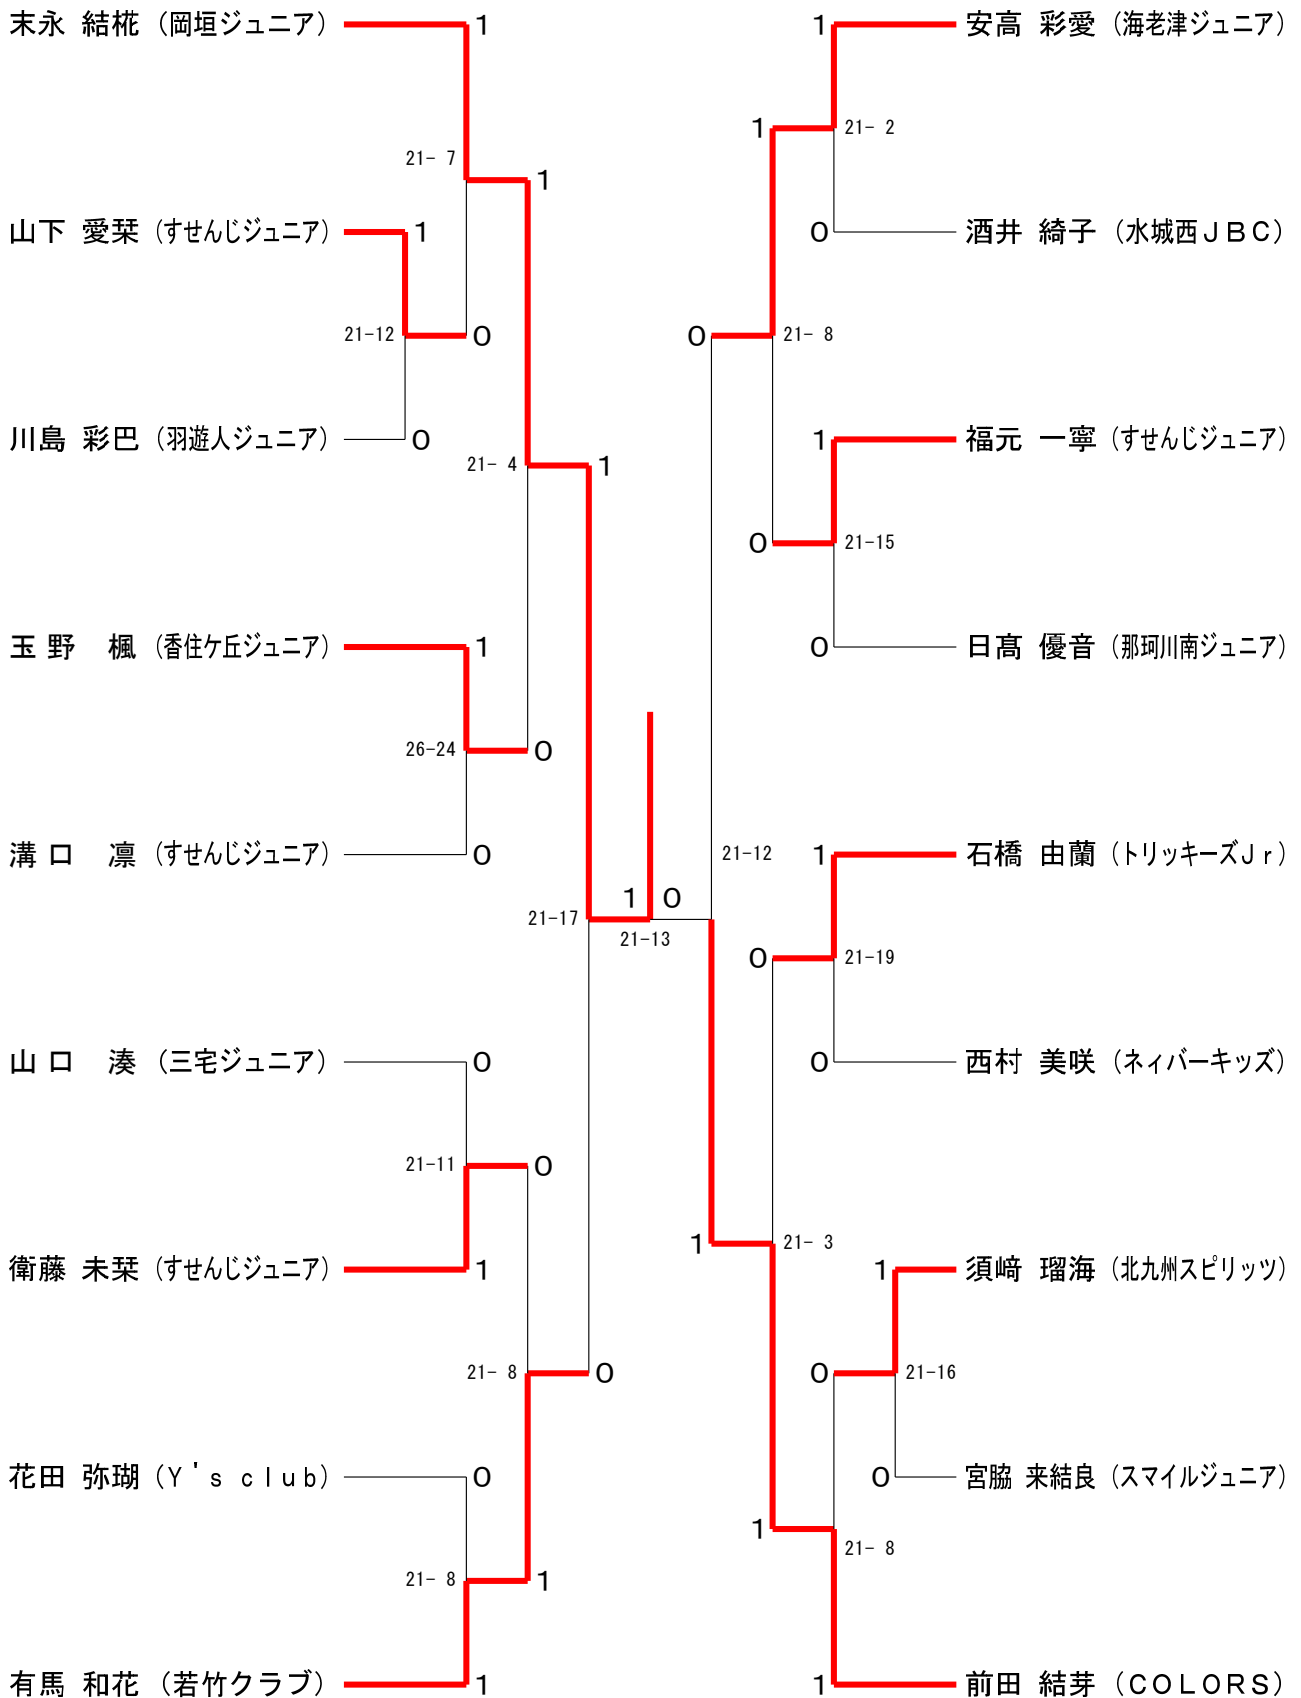 末永 結椛（岡垣ジュニア）
1
21- 7
1
山下 愛栞（すせんじジュニア）
1
21-12
0
川島 彩巴（羽遊人ジュニア）
0
21- 4
1
玉野 楓（香住ケ丘ジュニア）
1
26-24
0
溝口 凛（すせんじジュニア）
0
21-17
1
0
21-13
山口 湊（三宅ジュニア）
0
21-11
0
衛藤 未栞（すせんじジュニア）
1
21- 8
0
花田 弥瑚（Y's club）
0
21- 8
1
有馬 和花（若竹クラブ）
1
1
安高 彩愛（海老津ジュニア）
1
21- 2
0
酒井 綺子（水城西JBC）
0
21- 8
1
福元 一寧（すせんじジュニア）
0
21-15
0
日髙 優音（那珂川南ジュニア）
21-12
1
石橋 由蘭（トリッキーズJr）
0
21-19
0
西村 美咲（ネィバーキッズ）
1
21- 3
1
須﨑 瑠海（北九州スピリッツ）
0
21-16
0
宮脇 来結良（スマイルジュニア）
1
21- 8
1
前田 結芽（COLORS）